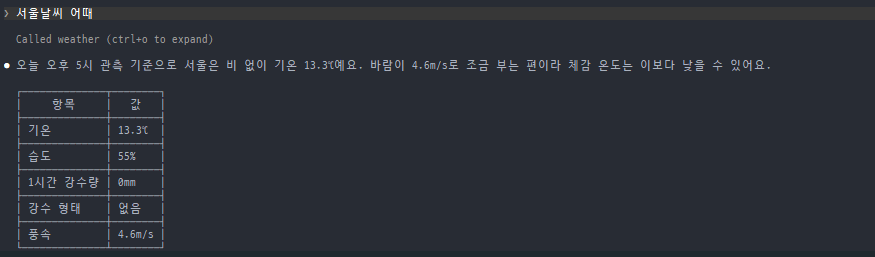 ❯ 서울날씨 어때
Called weather (ctrl+o to expand)
● 오늘 오후 5시 관측 기준으로 서울은 비 없이 기온 13.3℃예요. 바람이 4.6m/s로 조금 부는 편이라 체감 온도는 이보다 낮을 수 있어요.
항목 값
기온 13.3℃
습도 55%
1시간 강수량 0mm
강수 형태 없음
풍속 4.6m/s